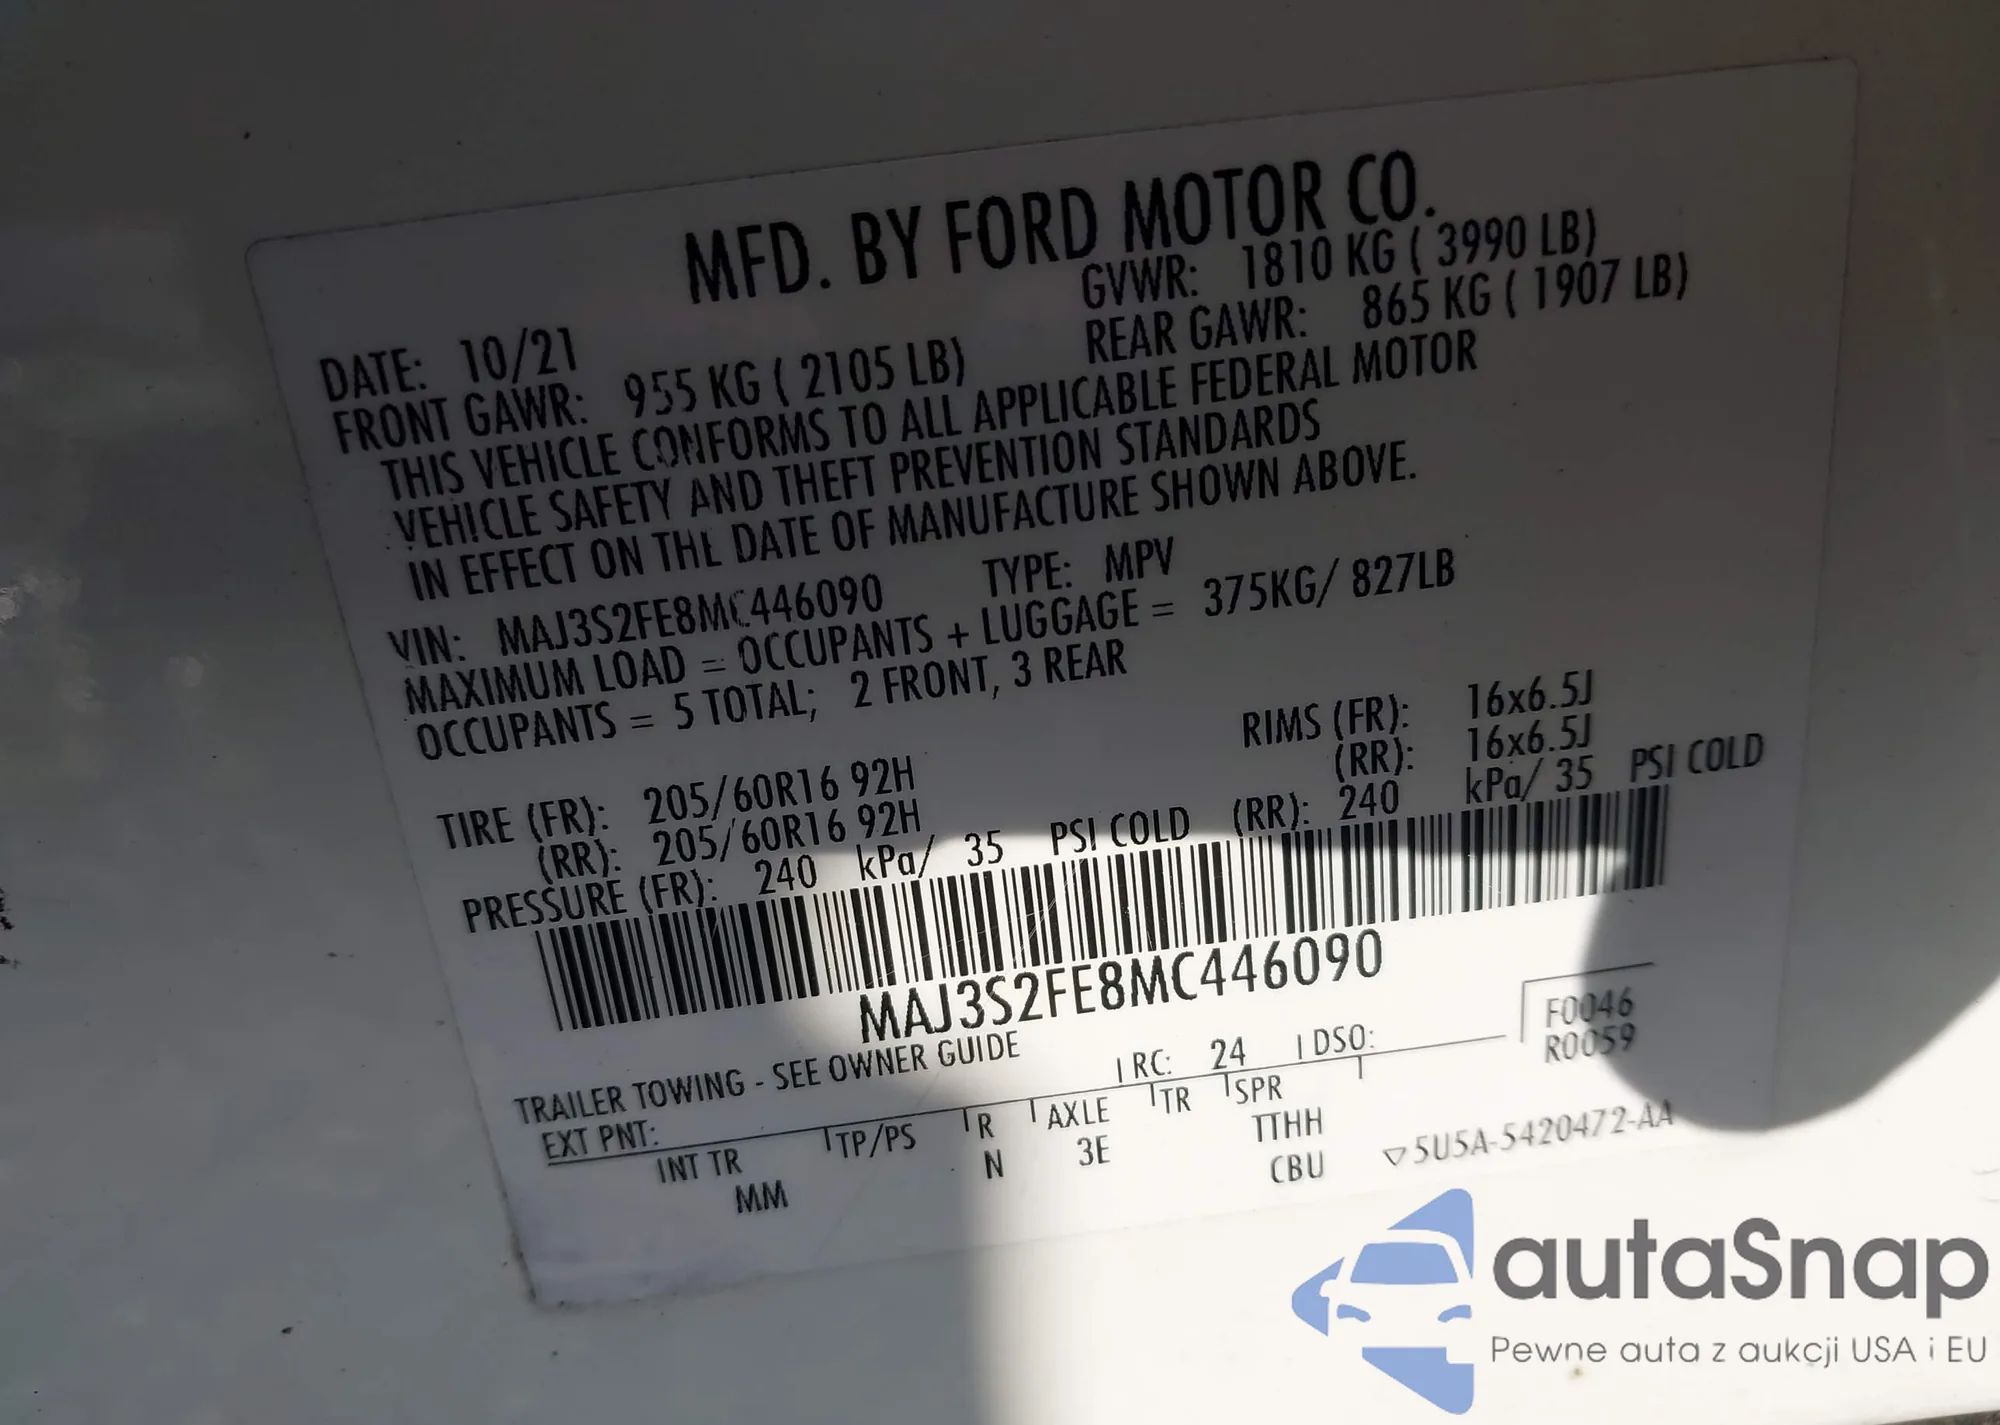 MFD. BY FORD MOTOR CO.
DATE: 10/21 GVWR: 1810 KG ( 3990 LB)
FRONT GAWR: 955 KG ( 2105 LB) REAR GAWR: 865 KG ( 1907 LB)
THIS VEHICLE CONFORMS TO ALL APPLICABLE FEDERAL MOTOR
VEHICLE SAFETY AND THEFT PREVENTION STANDARDS
IN EFFECT ON THE DATE OF MANUFACTURE SHOWN ABOVE.
VIN: MAJ3S2FE8MC446090 TYPE: MPV
MAXIMUM LOAD = OCCUPANTS + LUGGAGE = 375KG/ 827LB
OCCUPANTS = 5 TOTAL; 2 FRONT, 3 REAR
TIRE (FR): 205/60R16 92H RIMS (FR): 16x6.5J
(RR): 205/60R16 92H (RR): 16x6.5J
PRESSURE (FR): 240 kPa/ 35 PSI COLD (RR): 240 kPa/ 35 PSI COLD
MAJ3S2FE8MC446090
TRAILER TOWING - SEE OWNER GUIDE
F0046
R0059
EXT PNT: RC: 24 DSO:
INT TR TP/PS R AXLE TR SPR
MM N 3E TTHH
CBU
▽5U5A-5420472-AA
autaSnap
Pewne auta z aukcji USA i EU